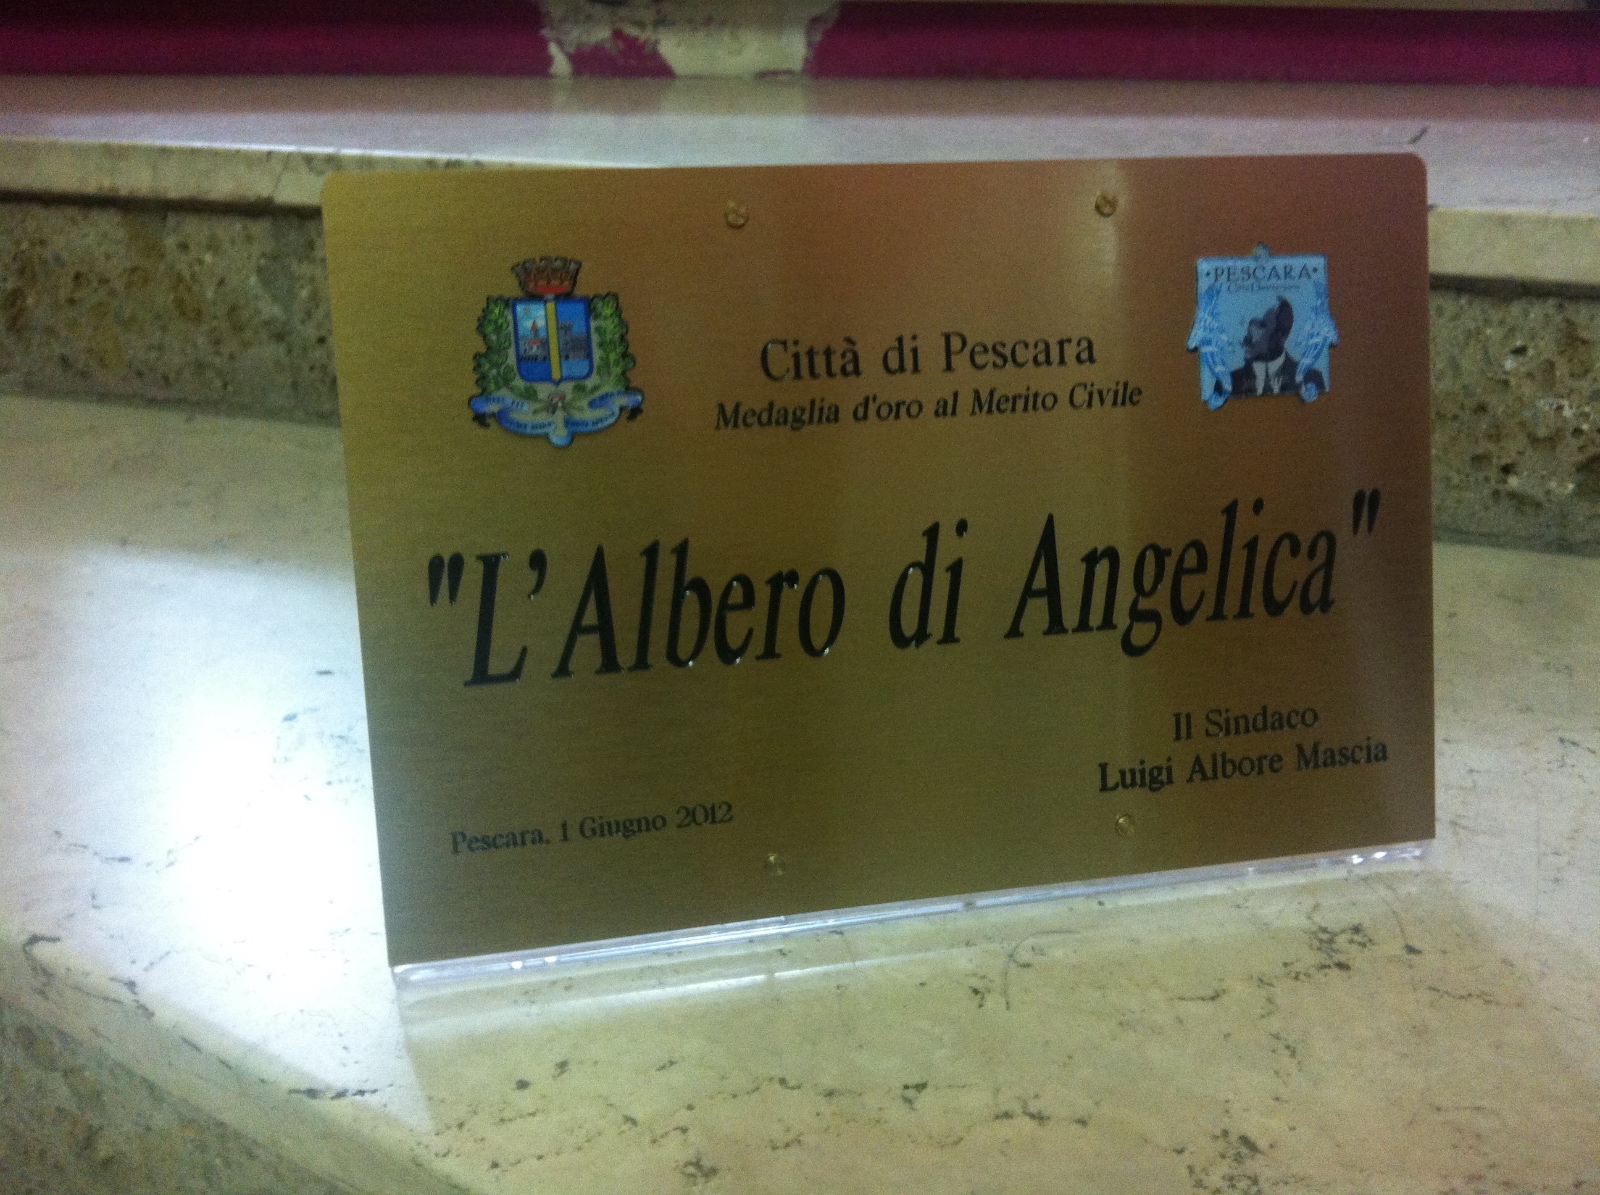 PESCARA
Città di Pescara
Medaglia d'oro al Merito Civile
"L'Albero di Angelica"
Il Sindaco
Luigi Albore Mascia
Pescara, 1 Giugno 2012